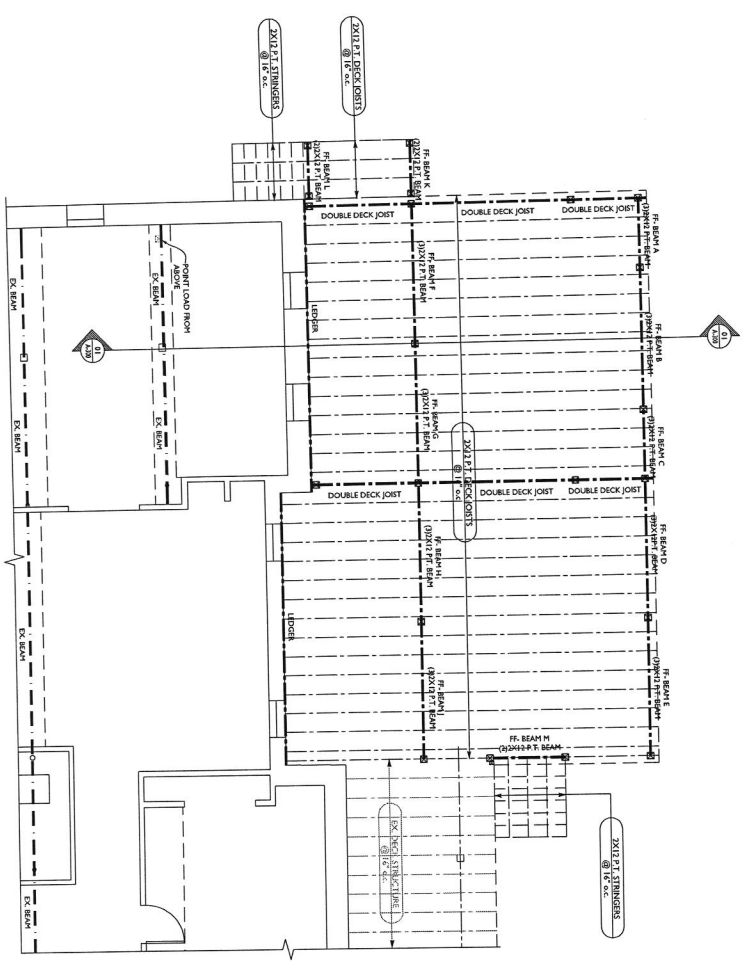 2X12 P.T. STRINGERS
@ 16" o.c.
2X12 P.T. DECK JOISTS
@ 16" o.c.
FF- BEAM L
(2)2X12 P.T. BEAM
FF- BEAM K
(2)2X12 P.T. BEAM
DOUBLE DECK JOIST
DOUBLE DECK JOIST
DOUBLE DECK JOIST
FF- BEAM A
(3)2X12 P.T. BEAM
FF- BEAM F
(3)2X12 P.T. BEAM
POINT LOAD FROM
ABOVE
EX. BEAM
EX. BEAM
LEDGER
01
A-300
01
A-300
FF- BEAM B
(3)2X12 P.T. BEAM
EX. BEAM
EX. BEAM
FF- BEAM G
(3)2X12 P.T. BEAM
FF- BEAM C
(3)2X12 P.T. BEAM
2X12 P.T. DECK JOISTS
@ 16" o.c.
DOUBLE DECK JOIST
DOUBLE DECK JOIST
DOUBLE DECK JOIST
FF- BEAM D
(3)2X12 P.T. BEAM
FF- BEAM H
(3)2X12 P.T. BEAM
EX. BEAM
LEDGER
FF- BEAM E
(3)2X12 P.T. BEAM
FF- BEAM J
(3)2X12 P.T. BEAM
FF- BEAM M
(2)2X12 P.T. BEAM
EX. DECK STRUCTURE
@ 16" o.c.
2X12 P.T. STRINGERS
@ 16" o.c.
EX. BEAM